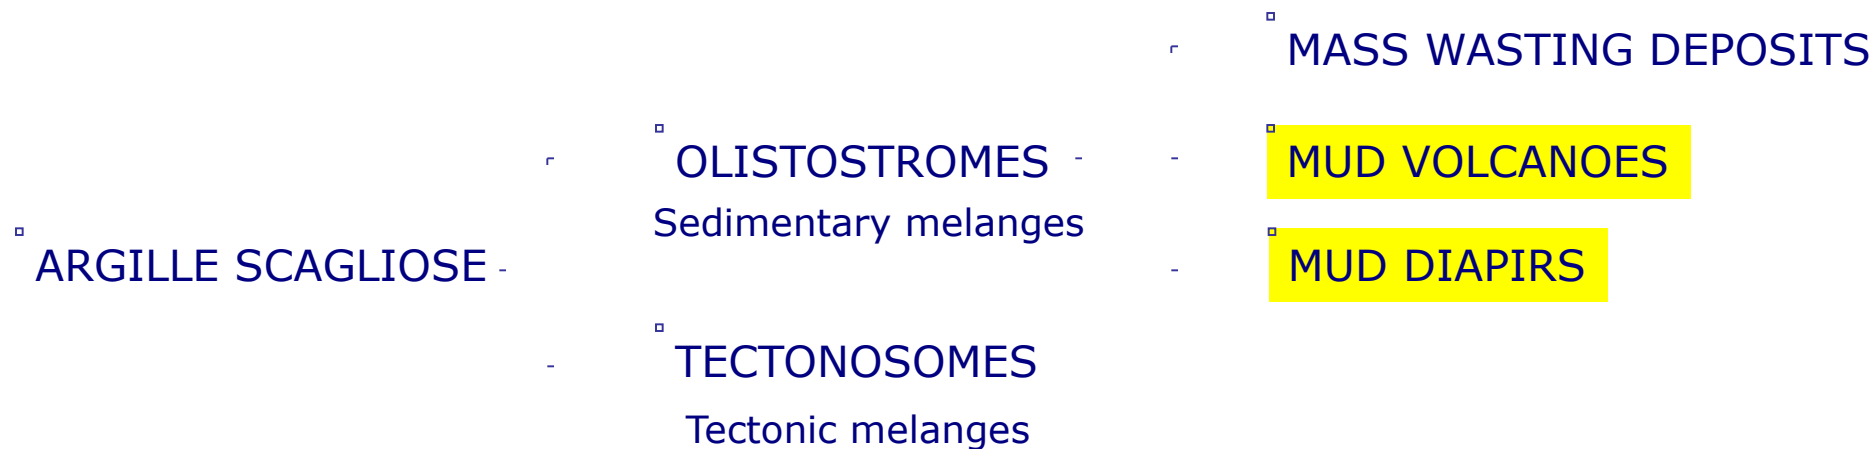 MASS WASTING DEPOSITS
OLISTOSTROMES
MUD VOLCANOES
Sedimentary melanges
ARGILLE SCAGLIOSE
MUD DIAPIRS
TECTONOSOMES
Tectonic melanges